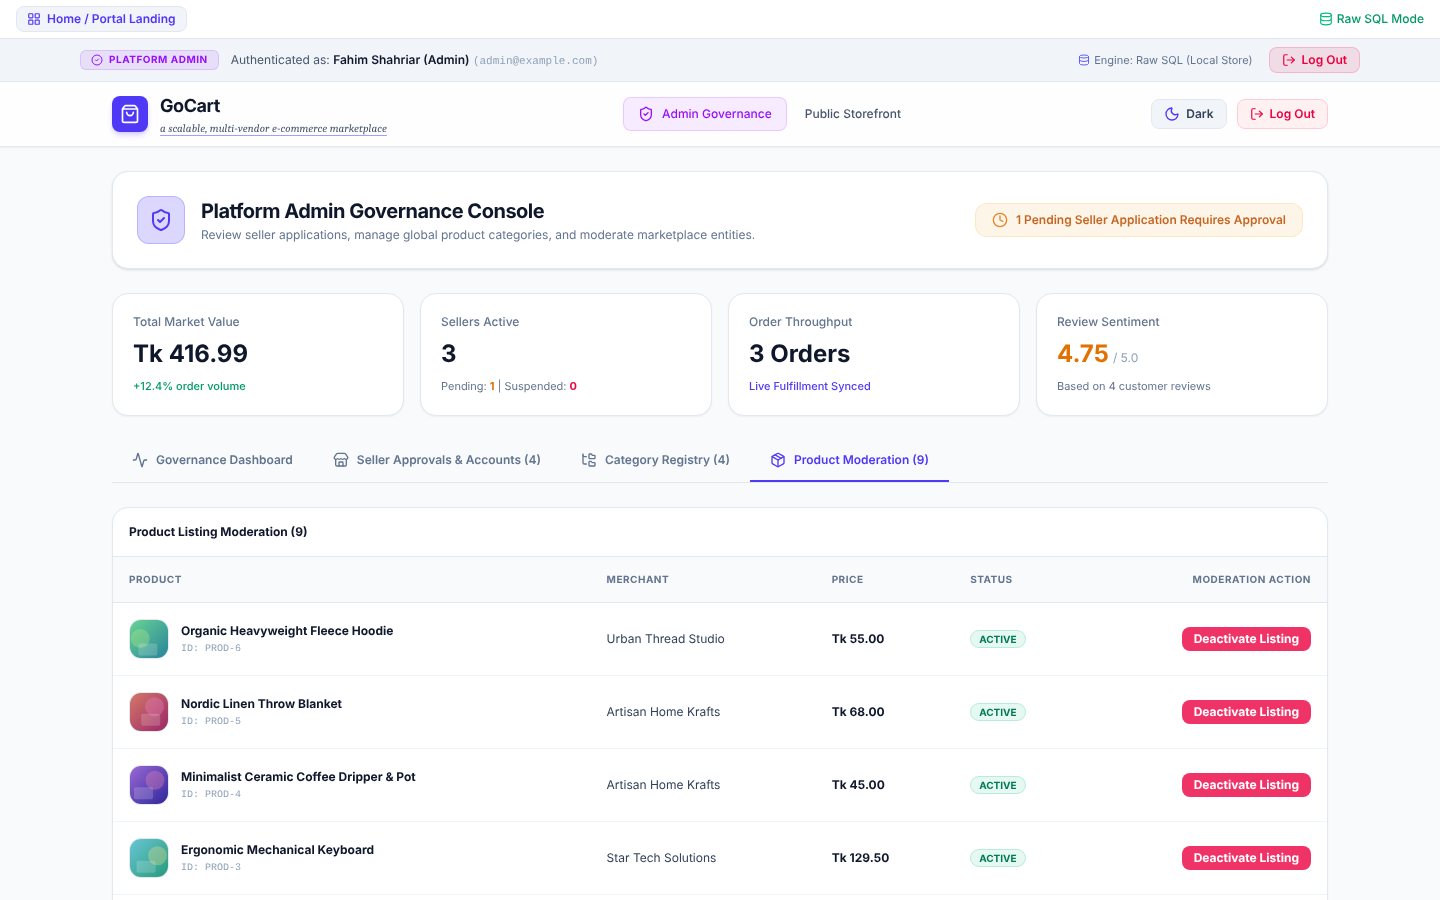 Home / Portal Landing
Raw SQL Mode
PLATFORM ADMIN
Authenticated as: Fahim Shahriar (Admin) (admin@example.com)
Engine: Raw SQL (Local Store)
Log Out
GoCart
a scalable, multi-vendor e-commerce marketplace
Admin Governance
Public Storefront
Dark
Log Out
Platform Admin Governance Console
Review seller applications, manage global product categories, and moderate marketplace entities.
1 Pending Seller Application Requires Approval
Total Market Value
Tk 416.99
+12.4% order volume
Sellers Active
3
Pending: 1 | Suspended: 0
Order Throughput
3 Orders
Live Fulfillment Synced
Review Sentiment
4.75 / 5.0
Based on 4 customer reviews
Governance Dashboard
Seller Approvals & Accounts (4)
Category Registry (4)
Product Moderation (9)
Product Listing Moderation (9)
PRODUCT MERCHANT PRICE STATUS MODERATION ACTION
Organic Heavyweight Fleece Hoodie
ID: PROD-6
Urban Thread Studio
Tk 55.00
ACTIVE
Deactivate Listing
Nordic Linen Throw Blanket
ID: PROD-5
Artisan Home Krafts
Tk 68.00
ACTIVE
Deactivate Listing
Minimalist Ceramic Coffee Dripper & Pot
ID: PROD-4
Artisan Home Krafts
Tk 45.00
ACTIVE
Deactivate Listing
Ergonomic Mechanical Keyboard
ID: PROD-3
Star Tech Solutions
Tk 129.50
ACTIVE
Deactivate Listing